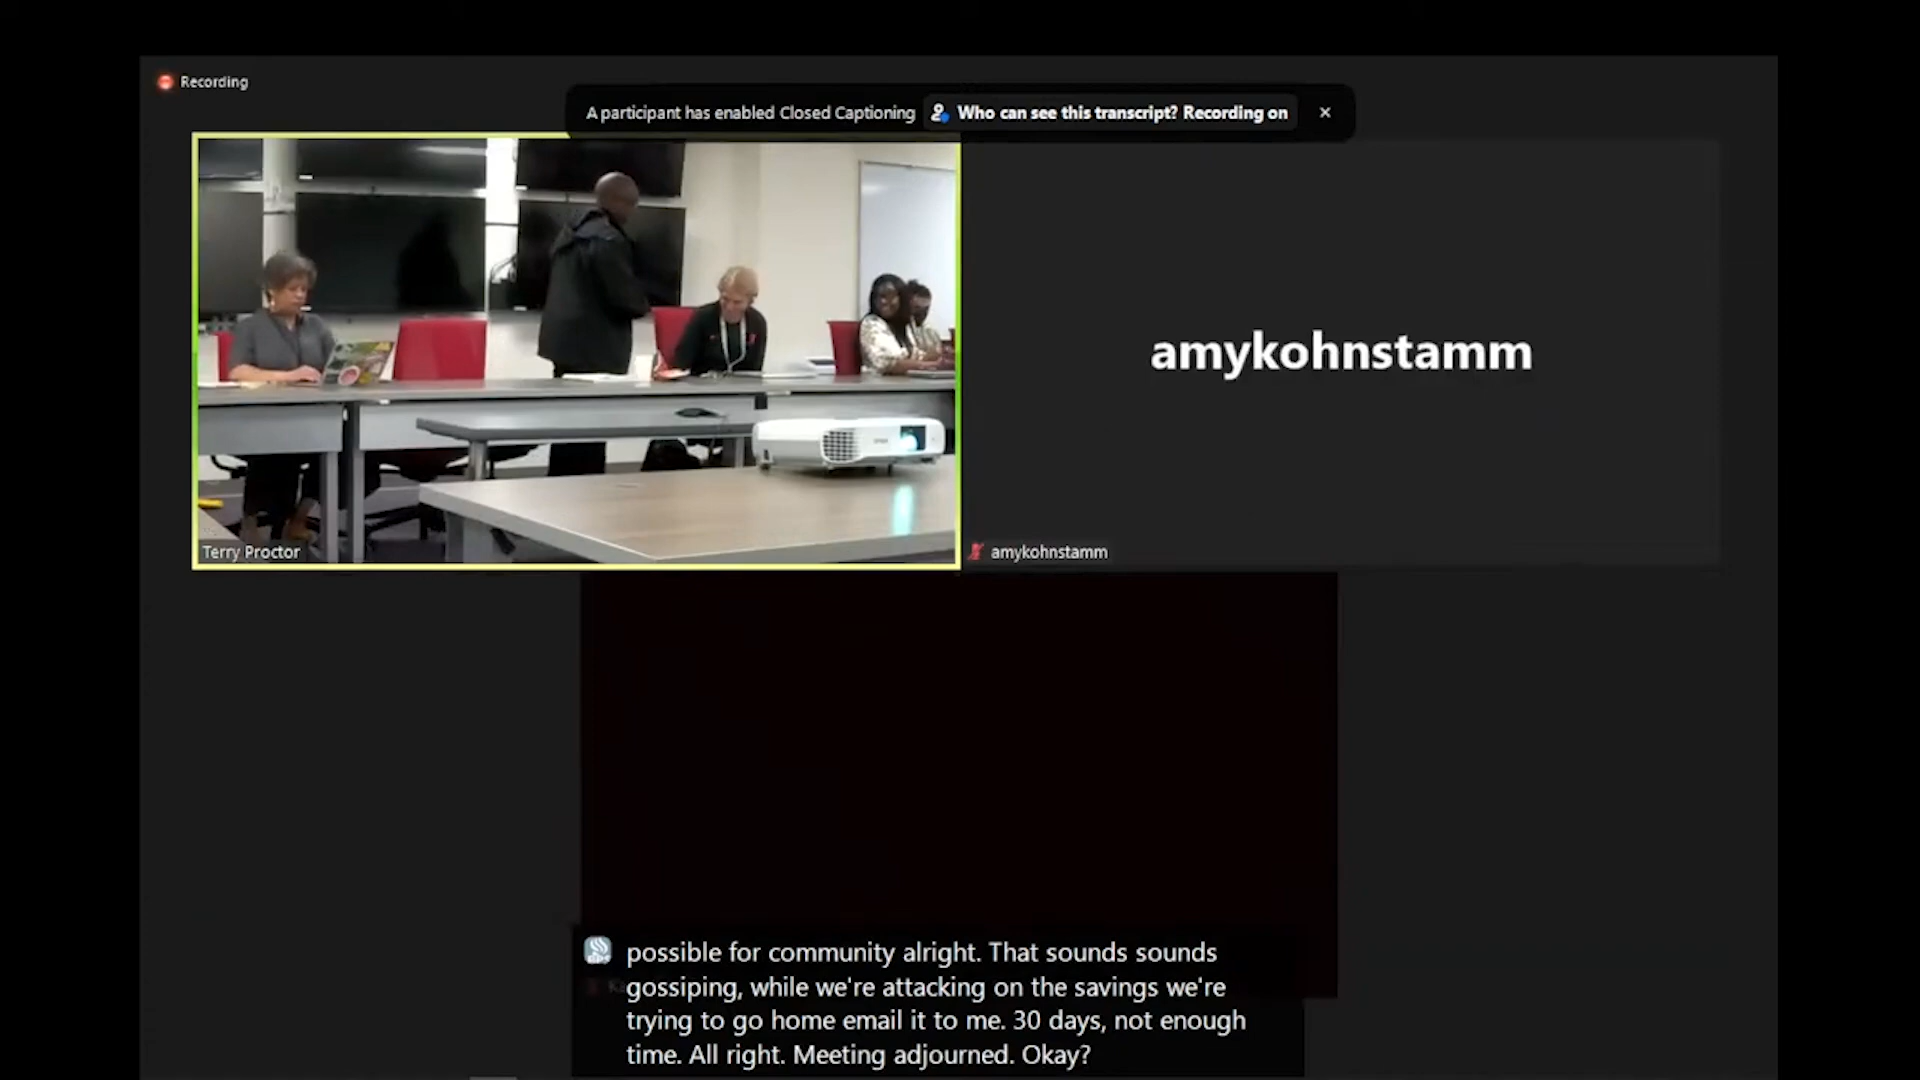 Recording
A participant has enabled Closed Captioning
Who can see this transcript? Recording on
amykohnstamm
Terry Proctor
amykohnstamm
possible for community alright. That sounds sounds
gossiping, while we're attacking on the savings we're
trying to go home email it to me. 30 days, not enough
time. All right. Meeting adjourned. Okay?